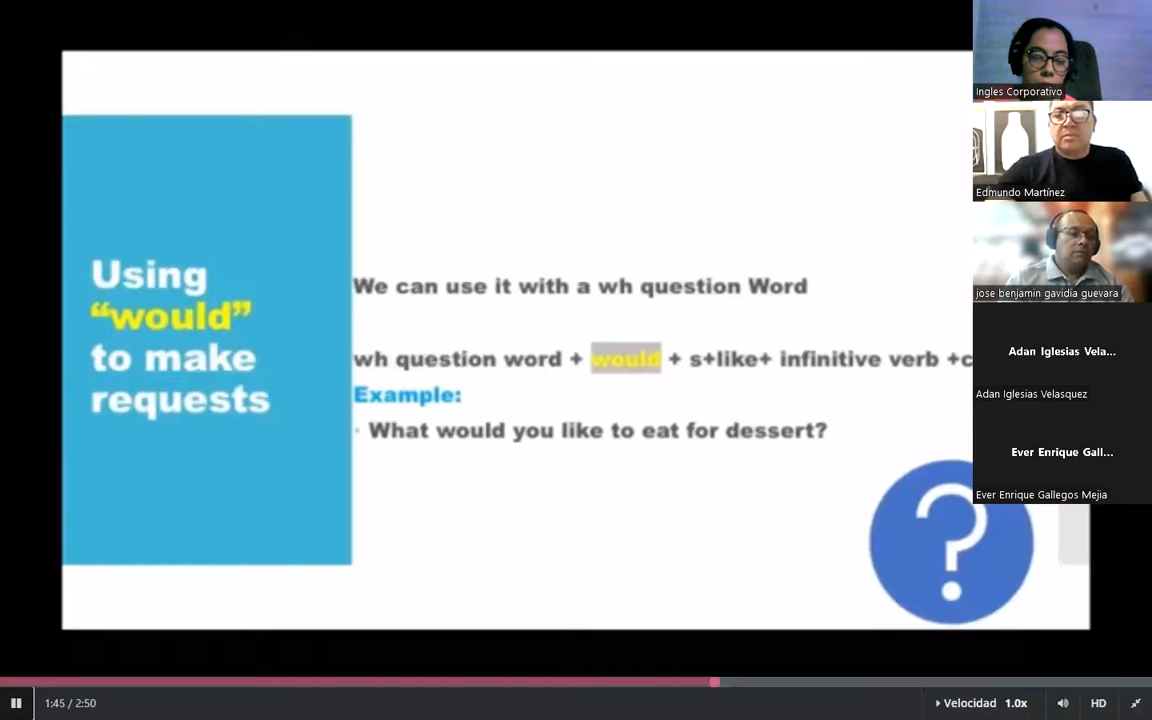 Using
“would”
to make
requests
We can use it with a wh question Word
wh question word + would + s+like+ infinitive verb +c
Example:
· What would you like to eat for dessert?
?
Ingles Corporativo
Edmundo Martínez
jose benjamin gavidia guevara
Adan Iglesias Vela...
Adan Iglesias Velasquez
Ever Enrique Gall...
Ever Enrique Gallegos Mejia
1:45 / 2:50
Velocidad 1.0x
HD